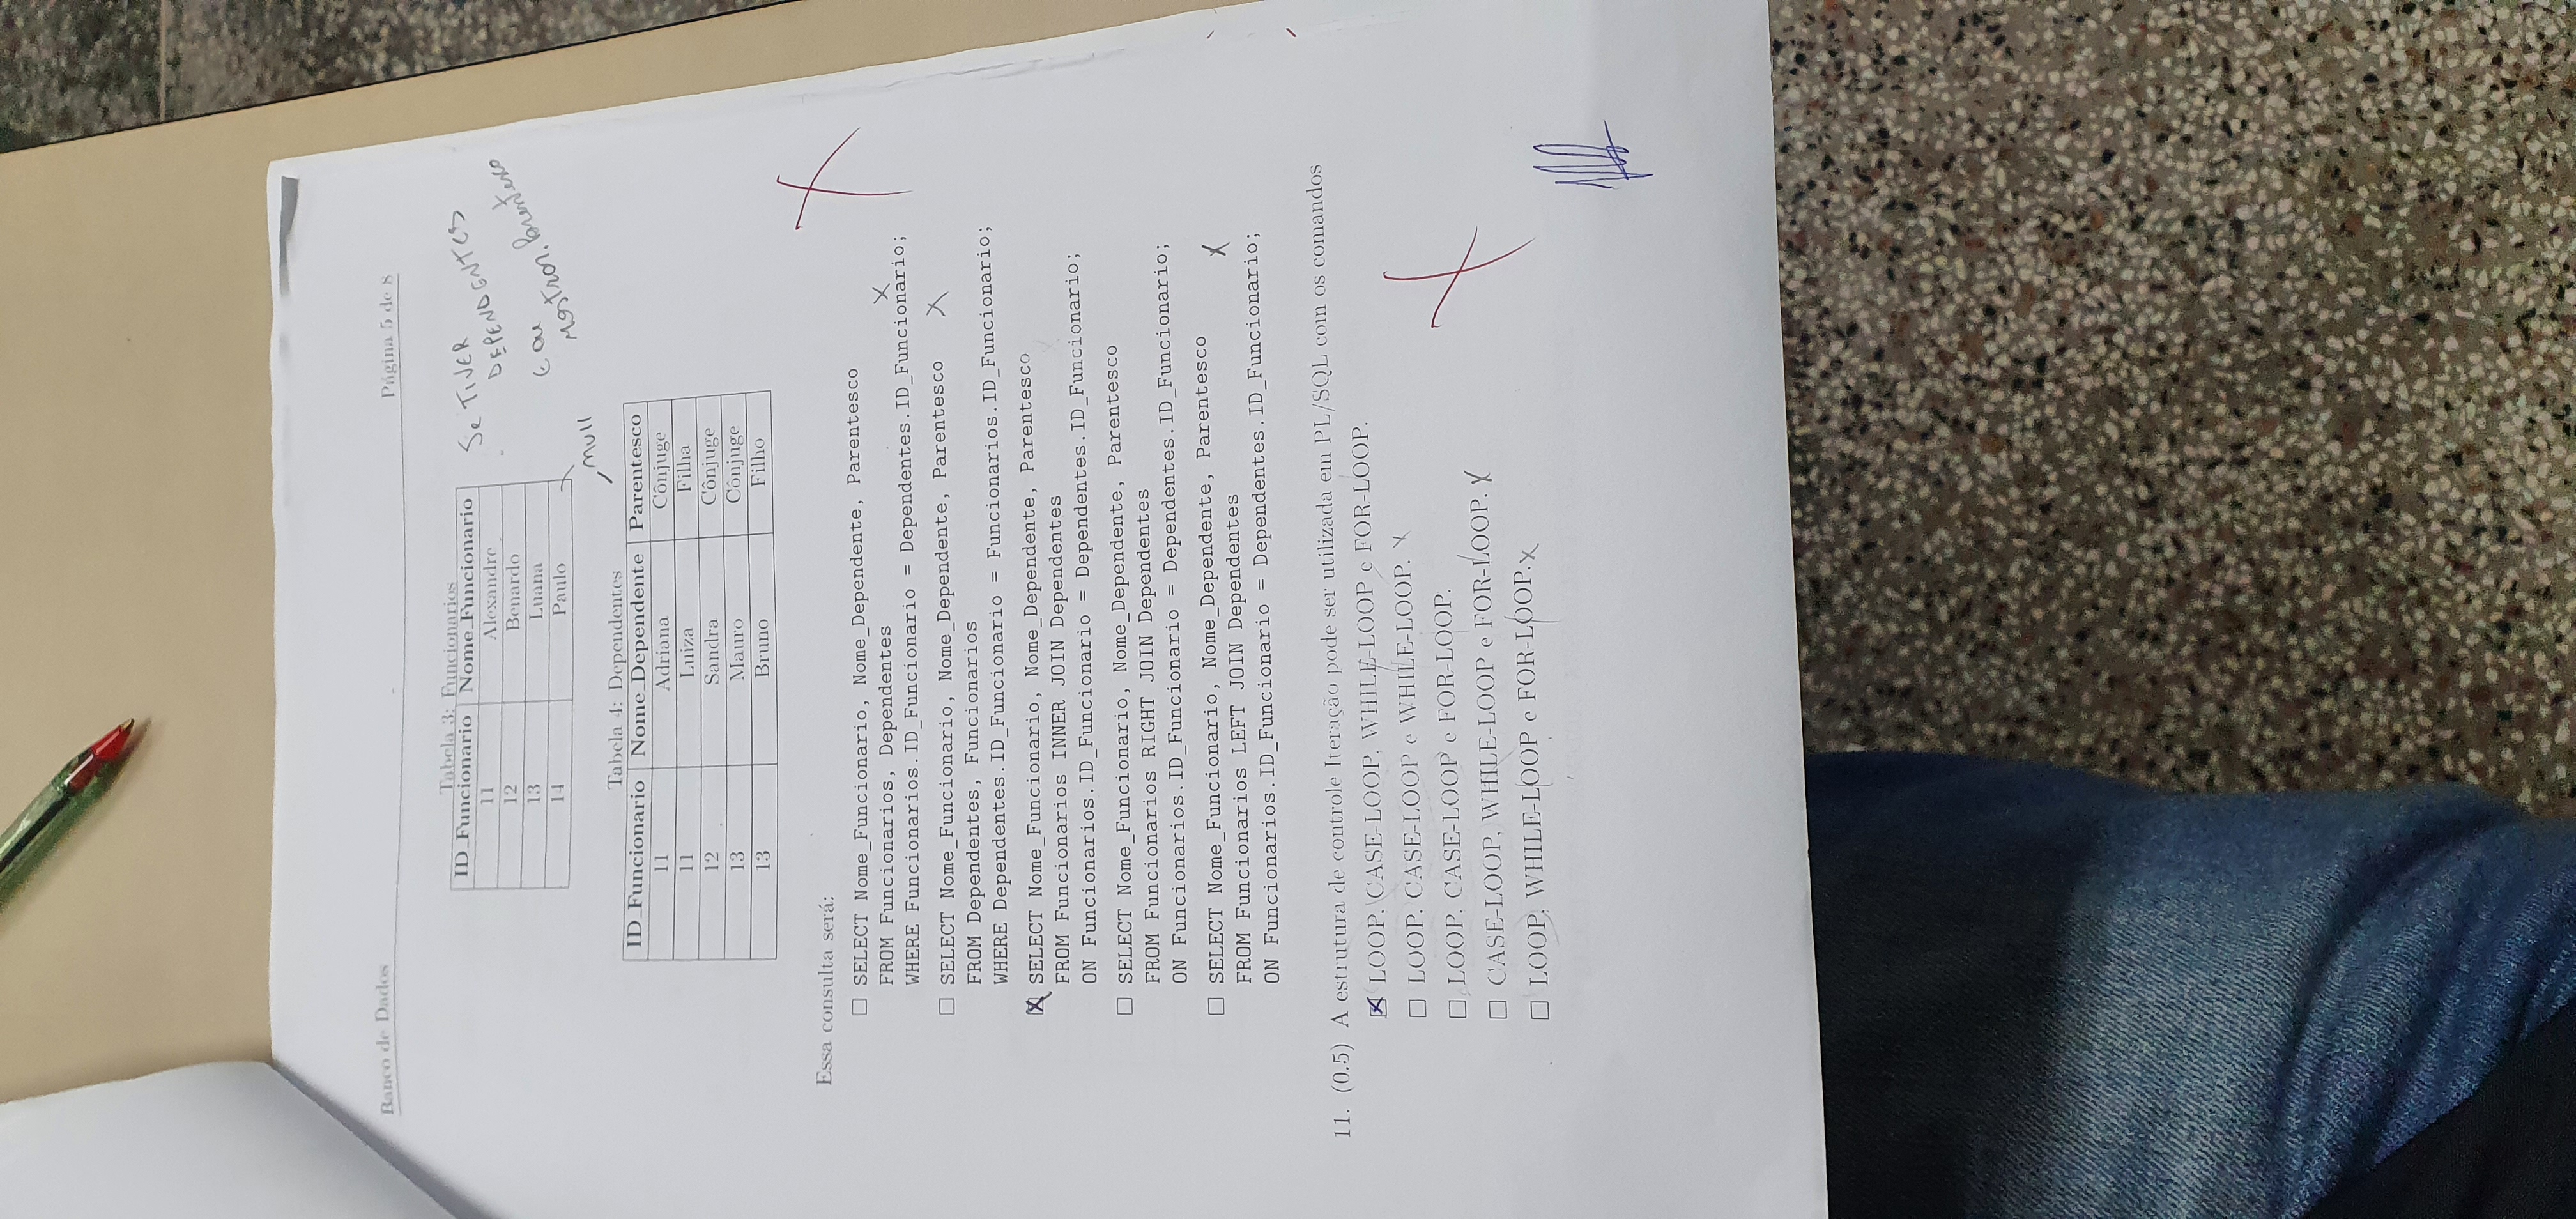 Banco de Dados Página 5 de 8
Tabela 3: Funcionarios
ID_Funcionario Nome_Funcionario
11 Alexandre
12 Benardo
13 Luana
14 Paulo
Se TIVER
DEPENDENTES
E ou
Mostrar Parentesco
null
Tabela 4: Dependentes
ID_Funcionario Nome_Dependente Parentesco
11 Adriana Cônjuge
11 Luiza Filha
12 Sandra Cônjuge
13 Mauro Cônjuge
13 Bruno Filho
Essa consulta será:
SELECT Nome_Funcionario, Nome_Dependente, Parentesco
FROM Funcionarios, Dependentes
WHERE Funcionarios.ID_Funcionario = Dependentes.ID_Funcionario;
SELECT Nome_Funcionario, Nome_Dependente, Parentesco
FROM Dependentes, Funcionarios
WHERE Dependentes.ID_Funcionario = Funcionarios.ID_Funcionario;
SELECT Nome_Funcionario, Nome_Dependente, Parentesco
FROM Funcionarios INNER JOIN Dependentes
ON Funcionarios.ID_Funcionario = Dependentes.ID_Funcionario;
SELECT Nome_Funcionario, Nome_Dependente, Parentesco
FROM Funcionarios RIGHT JOIN Dependentes
ON Funcionarios.ID_Funcionario = Dependentes.ID_Funcionario;
SELECT Nome_Funcionario, Nome_Dependente, Parentesco
FROM Funcionarios LEFT JOIN Dependentes
ON Funcionarios.ID_Funcionario = Dependentes.ID_Funcionario;
11. (0.5) A estrutura de controle Iteração pode ser utilizada em PL/SQL com os comandos
LOOP, CASE-LOOP, WHILE-LOOP e FOR-LOOP.
LOOP, CASE-LOOP e WHILE-LOOP.
LOOP, CASE-LOOP e FOR-LOOP.
CASE-LOOP, WHILE-LOOP e FOR-LOOP.
LOOP, WHILE-LOOP e FOR-LOOP.